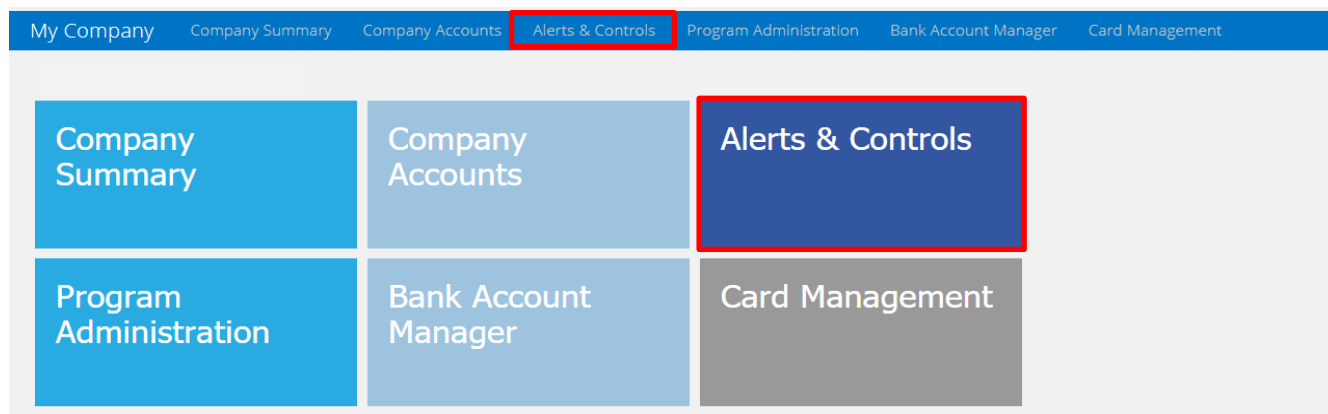 My Company Company Summary Company Accounts Alerts & Controls Program Administration Bank Account Manager Card Management
Company
Summary
Company
Accounts
Alerts & Controls
Program
Administration
Bank Account
Manager
Card Management